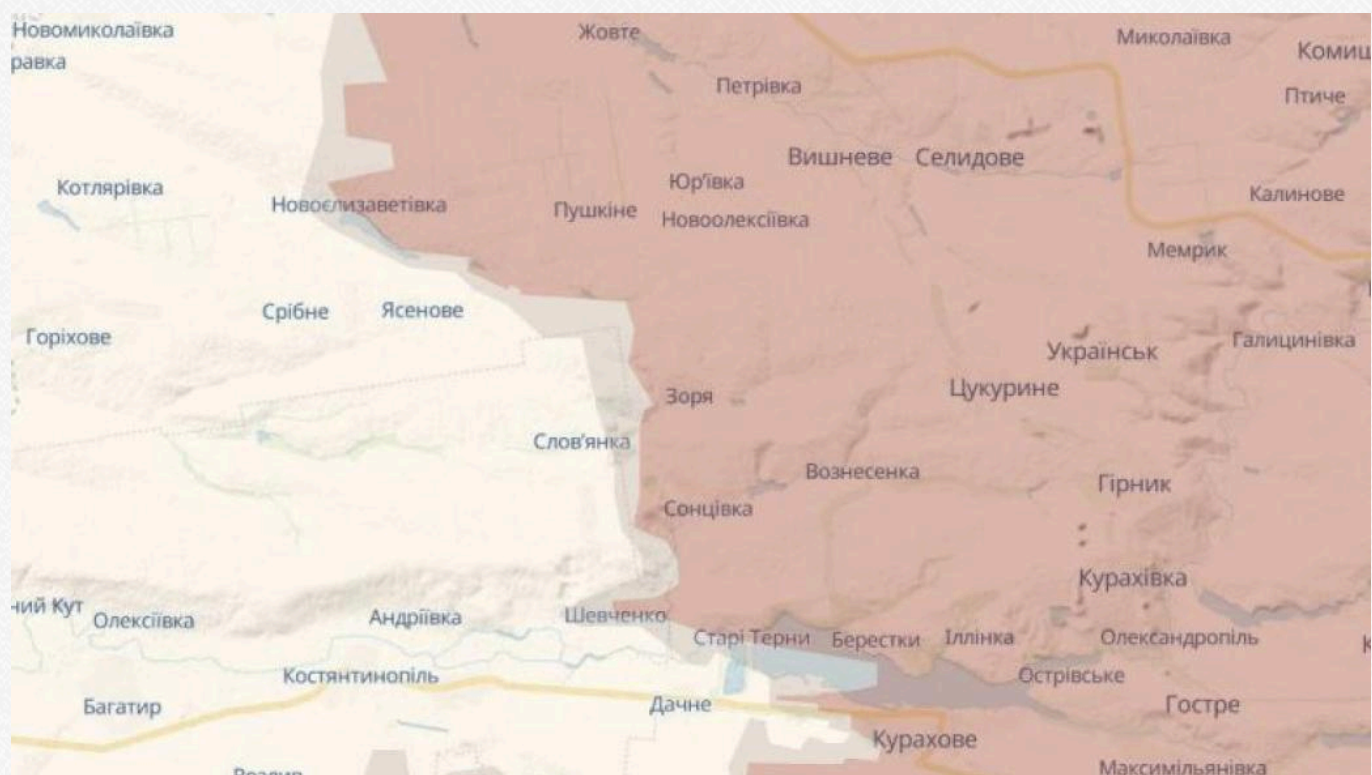 Новомиколаївка
Жовте
Миколаївка
Комиш
равка
Петрівка
Птиче
Вишневе
Селидове
Котлярівка
Юр'ївка
Калинове
Новоєлизаветівка
Пушкіне
Новоолексіївка
Мемрик
Срібне
Ясенове
Горіхове
Українськ
Галицинівка
Зоря
Цукурине
Слов'янка
Вознесенка
Гірник
Сонцівка
Курахівка
ний Кут
Олексіївка
Андріївка
Шевченко
Старі Терни
Берестки
Іллінка
Олександропіль
К
Костянтинопіль
Острівське
Багатир
Дачне
Гостре
Курахове
Максимільянівка